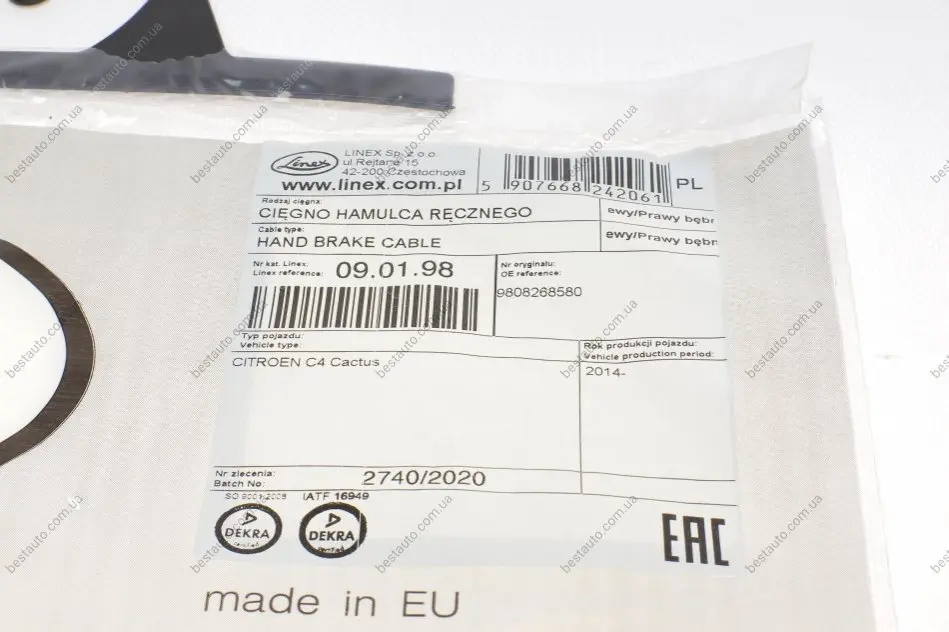 Linex
LINEX Sp. z o.o.
ul Rejtana 15
42-200 Czestochowa
www.linex.com.pl
5 907668 242061
PL
Rodzaj cięgna:
CIĘGNO HAMULCA RĘCZNEGO
ewy/Prawy bębn
Cable type:
HAND BRAKE CABLE
ewy/Prawy bębn
Nr kat. Linex:
Linex reference:
09.01.98
Nr oryginału:
OE reference:
9808268580
Typ pojazdu:
Vehicle type:
CITROEN C4 Cactus
Rok produkcji pojazdu:
Vehicle production period:
2014-
Nr zlecenia:
Batch No:
2740/2020
ISO 9001:2008
IATF 16949
DEKRA
DEKRA
EAC
made in EU
bestauto.com.ua